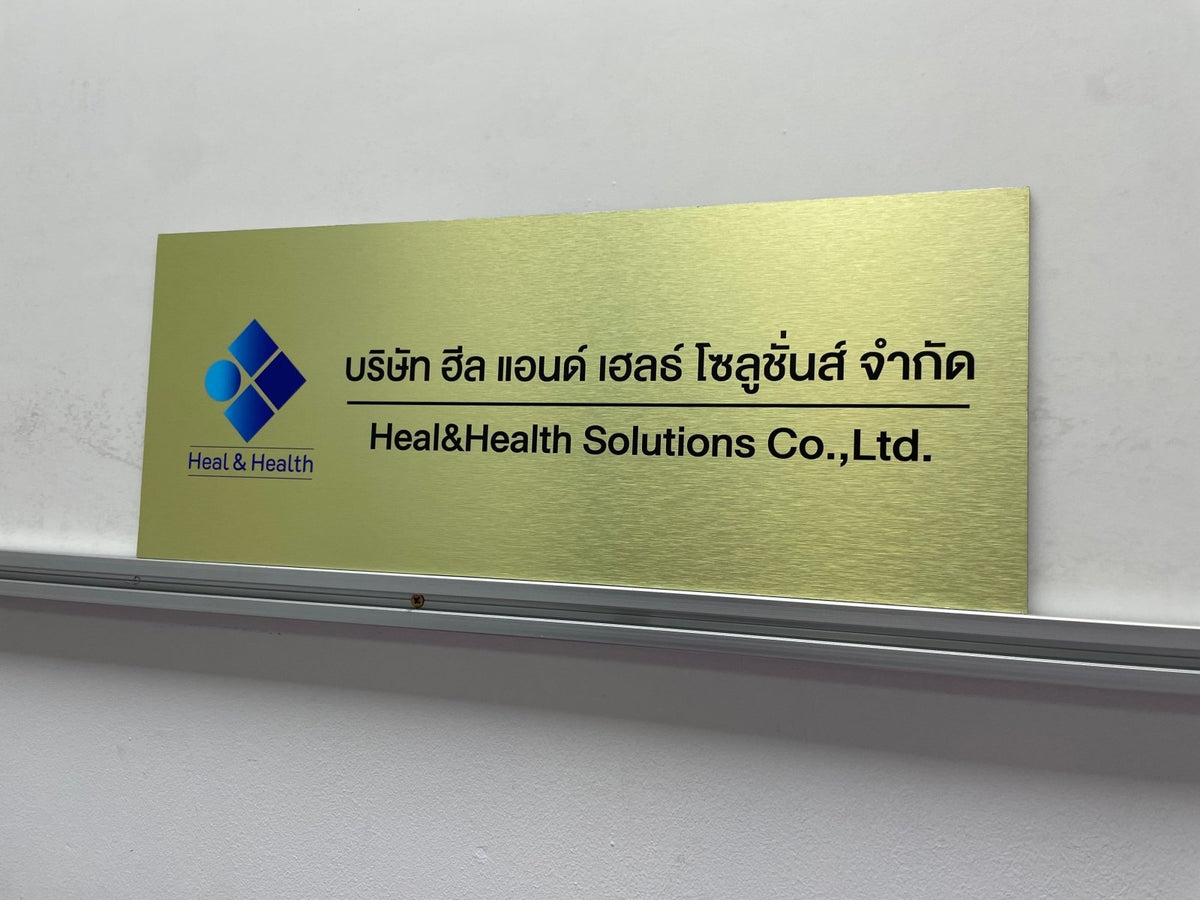 บริษัท ฮีล แอนด์ เฮลธ์ โซลูชั่นส์ จำกัด
Heal&Health Solutions Co.,Ltd.
Heal & Health